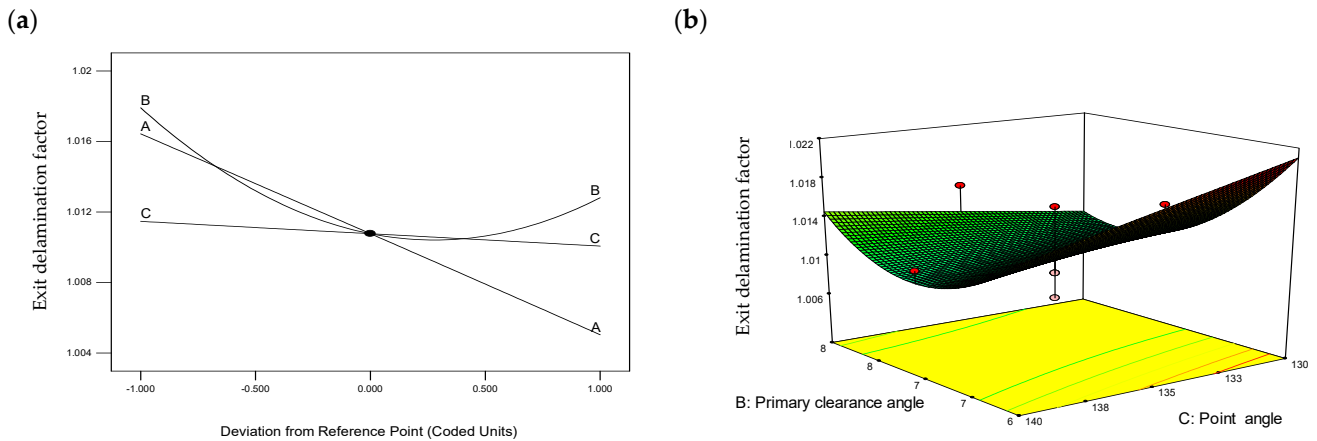 (a)
(b)
Exit delamination factor
1.02
1.016
1.012
1.008
1.004
B
A
C
B
C
A
-1.000
-0.500
0.000
0.500
1.000
Deviation from Reference Point (Coded Units)
Exit delamination factor
1.022
1.018
1.014
1.01
1.006
8
8
7
7
6
140
138
135
133
130
B: Primary clearance angle
C: Point angle